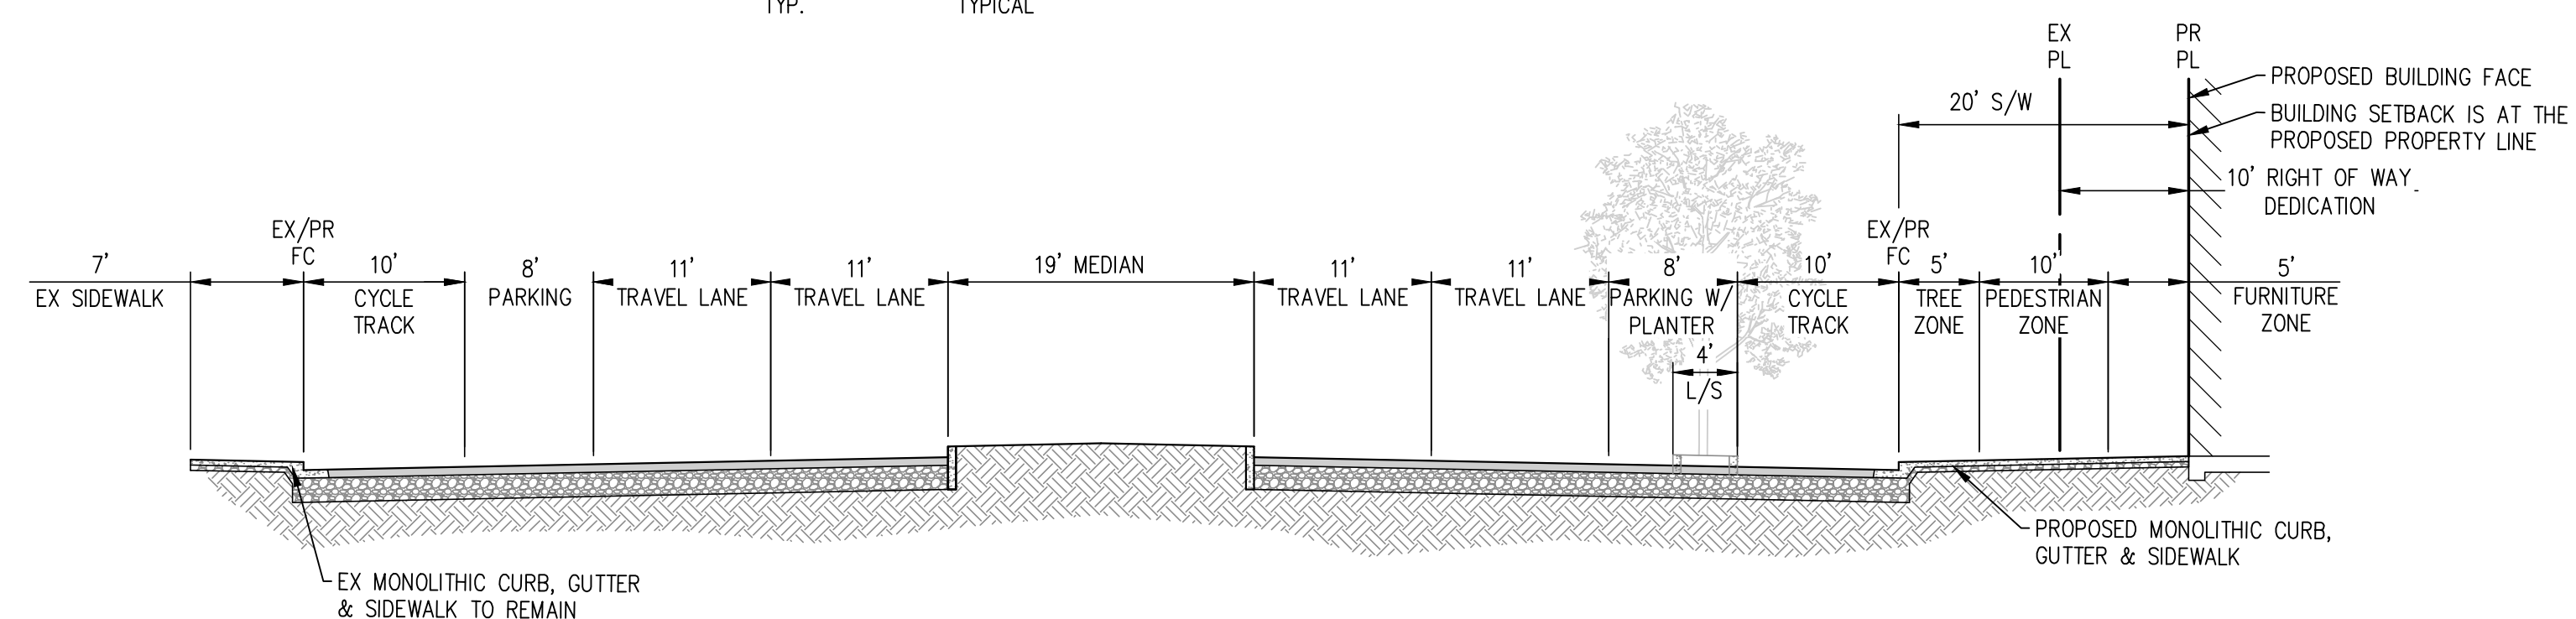 TYP. TYPICAL
EX
PL
PR
PL
PROPOSED BUILDING FACE
20' S/W
BUILDING SETBACK IS AT THE
PROPOSED PROPERTY LINE
10' RIGHT OF WAY
DEDICATION
EX/PR
FC
EX/PR
FC
7'
EX SIDEWALK
10'
CYCLE
TRACK
8'
PARKING
11'
TRAVEL LANE
11'
TRAVEL LANE
19' MEDIAN
11'
TRAVEL LANE
11'
TRAVEL LANE
8'
PARKING W/
PLANTER
4'
L/S
10'
CYCLE
TRACK
5'
TREE
ZONE
10'
PEDESTRIAN
ZONE
5'
FURNITURE
ZONE
EX MONOLITHIC CURB, GUTTER
& SIDEWALK TO REMAIN
PROPOSED MONOLITHIC CURB,
GUTTER & SIDEWALK